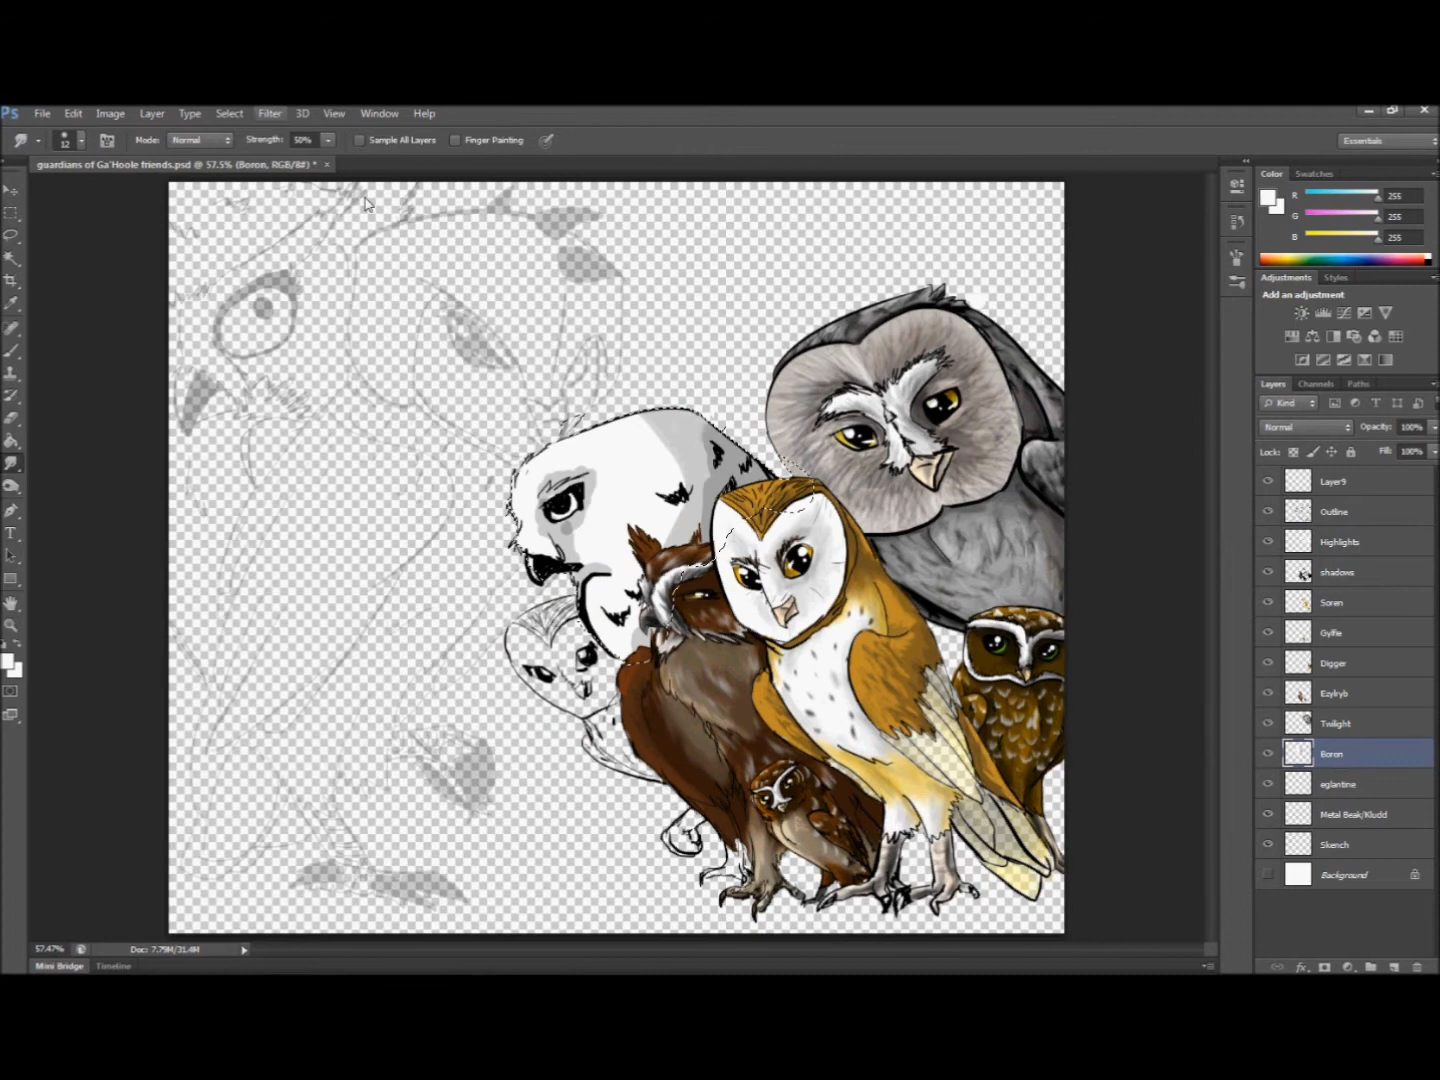 Ps File Edit Image Layer Type Select Filter 3D View Window Help
12 Mode: Normal Strength: 50% Sample All Layers Finger Painting Essentials
guardians of Ga'Hoole friends.psd @ 57.5% (Boron, RGB/8#) * ×
Color Swatches
R 255
G 255
B 255
Adjustments Styles
Add an adjustment
Layers Channels Paths
Kind
Normal Opacity: 100%
Lock: Fill: 100%
Layer9
Outline
Highlights
shadows
Soren
Gylfie
Digger
Ezylryb
Twilight
Boron
eglantine
Metal Beak/Kludd
Skench
Background
57.47% Doc: 7.79M/31.4M
Mini Bridge Timeline